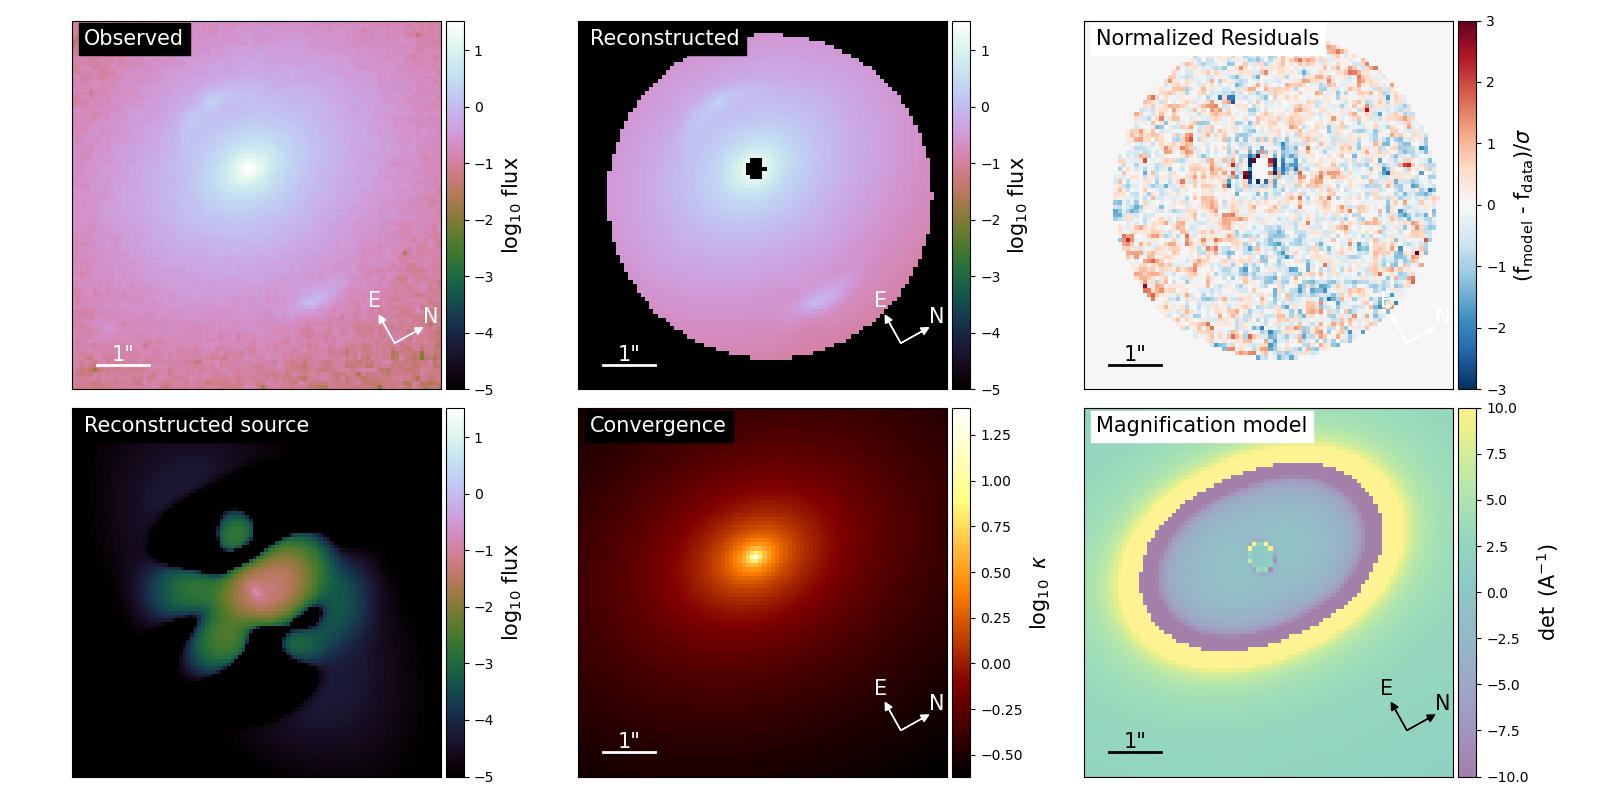 Observed
E
N
1"
1
0
−1
−2
−3
−4
−5
log₁₀ flux
Reconstructed
E
N
1"
1
0
−1
−2
−3
−4
−5
log₁₀ flux
Normalized Residuals
E
N
1"
3
2
1
0
−1
−2
−3
(f_model - f_data)/σ
Reconstructed source
1
0
−1
−2
−3
−4
−5
log₁₀ flux
Convergence
E
N
1"
1.25
1.00
0.75
0.50
0.25
0.00
−0.25
−0.50
log₁₀ κ
Magnification model
E
N
1"
10.0
7.5
5.0
2.5
0.0
−2.5
−5.0
−7.5
−10.0
det (A⁻¹)